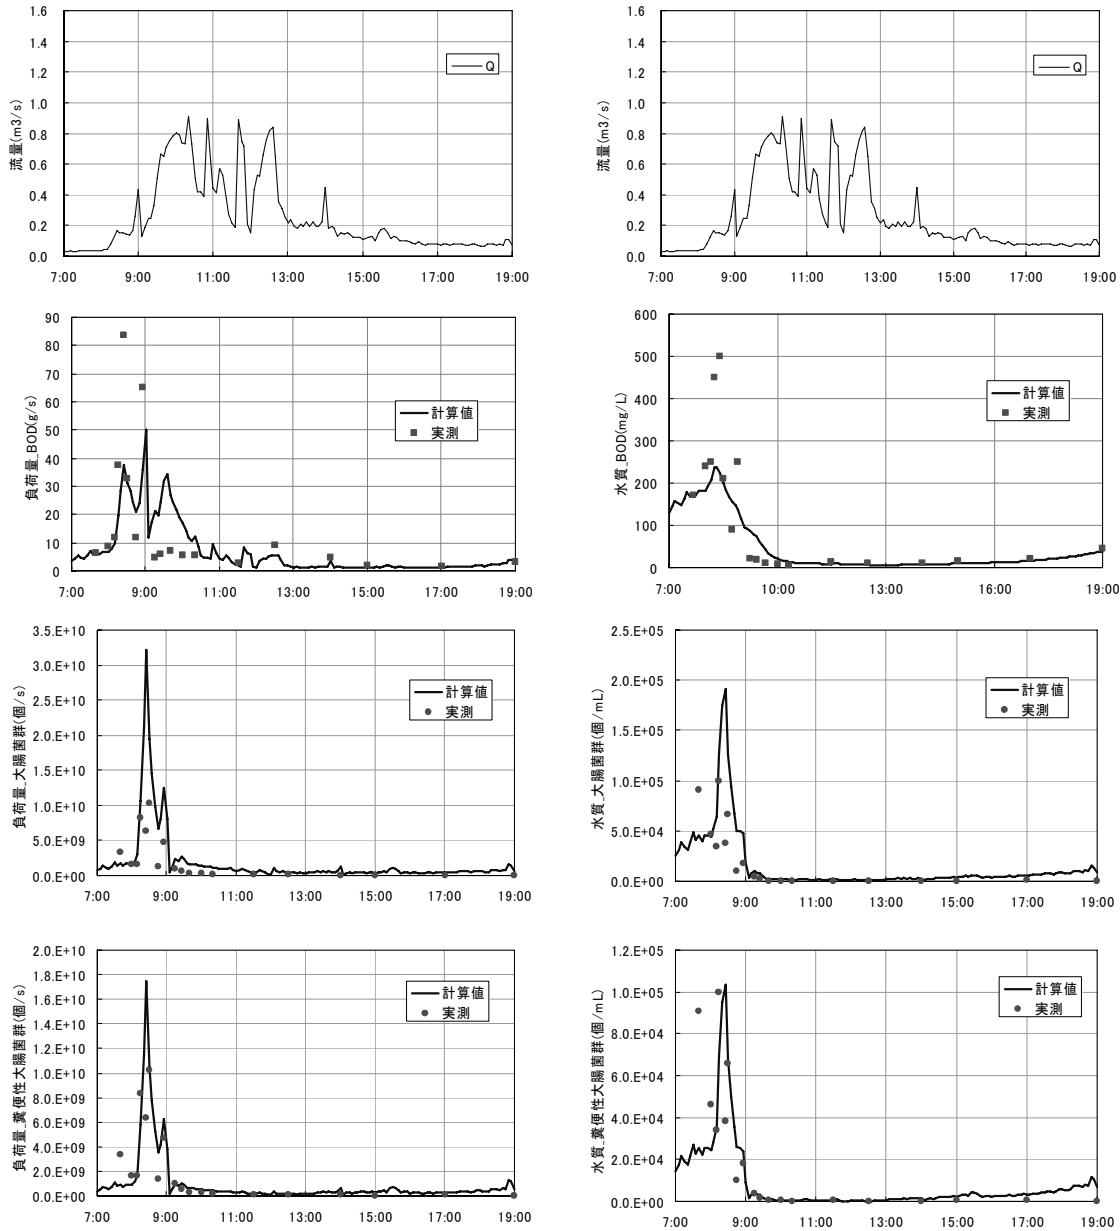 流量(m3/s)
1.6
1.4
1.2
1.0
0.8
0.6
0.4
0.2
0.0
7:00 9:00 11:00 13:00 15:00 17:00 19:00
Q
流量(m3/s)
1.6
1.4
1.2
1.0
0.8
0.6
0.4
0.2
0.0
7:00 9:00 11:00 13:00 15:00 17:00 19:00
Q
負荷量_BOD(g/s)
90
80
70
60
50
40
30
20
10
0
7:00 9:00 11:00 13:00 15:00 17:00 19:00
計算値
実測
水質_BOD(mg/L)
600
500
400
300
200
100
0
7:00 10:00 13:00 16:00 19:00
計算値
実測
負荷量_大腸菌群(個/s)
3.5.E+10
3.0.E+10
2.5.E+10
2.0.E+10
1.5.E+10
1.0.E+10
5.0.E+09
0.0.E+00
7:00 9:00 11:00 13:00 15:00 17:00 19:00
計算値
実測
水質_大腸菌群(個/mL)
2.5.E+05
2.0.E+05
1.5.E+05
1.0.E+05
5.0.E+04
0.0.E+00
7:00 9:00 11:00 13:00 15:00 17:00 19:00
計算値
実測
負荷量_糞便性大腸菌群(個/s)
2.0.E+10
1.8.E+10
1.6.E+10
1.4.E+10
1.2.E+10
1.0.E+10
8.0.E+09
6.0.E+09
4.0.E+09
2.0.E+09
0.0.E+00
7:00 9:00 11:00 13:00 15:00 17:00 19:00
計算値
実測
水質_糞便性大腸菌群(個/mL)
1.2.E+05
1.0.E+05
8.0.E+04
6.0.E+04
4.0.E+04
2.0.E+04
0.0.E+00
7:00 9:00 11:00 13:00 15:00 17:00 19:00
計算値
実測